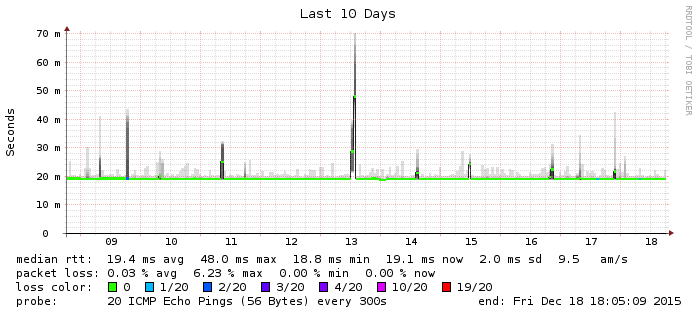 Last 10 Days
RRDTOOL / TOBI OETIKER
Seconds
70 m
60 m
50 m
40 m
30 m
20 m
10 m
0
09 10 11 12 13 14 15 16 17 18
median rtt: 19.4 ms avg 48.0 ms max 18.8 ms min 19.1 ms now 2.0 ms sd 9.5 am/s
packet loss: 0.03 % avg 6.23 % max 0.00 % min 0.00 % now
loss color: 0 1/20 2/20 3/20 4/20 10/20 19/20
probe: 20 ICMP Echo Pings (56 Bytes) every 300s end: Fri Dec 18 18:05:09 2015